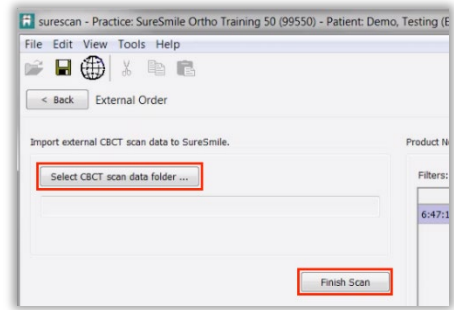 surescan - Practice: SureSmile Ortho Training 50 (99550) - Patient: Demo, Testing (E
File Edit View Tools Help
< Back External Order
Import external CBCT scan data to SureSmile.
Product N
Select CBCT scan data folder ...
Filters:
6:47:1
Finish Scan